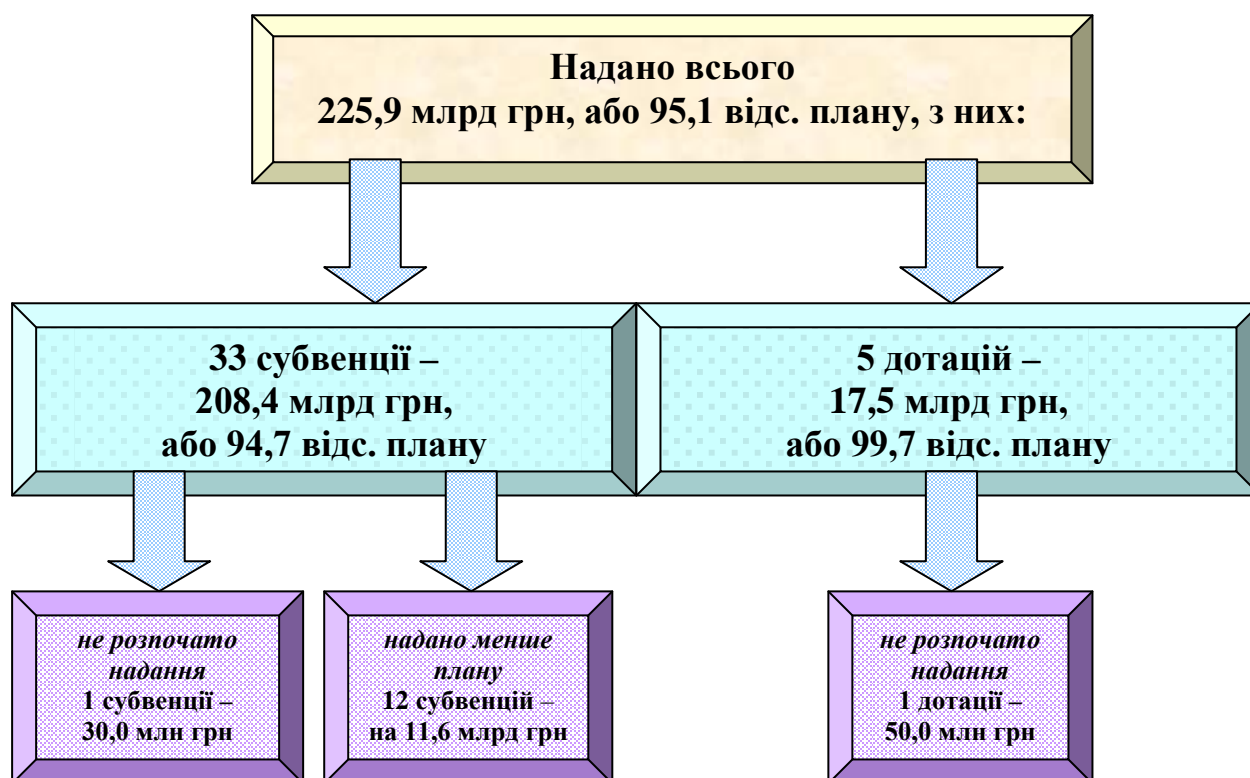 Надано всього
225,9 млрд грн, або 95,1 відс. плану, з них:
33 субвенції –
208,4 млрд грн,
або 94,7 відс. плану
5 дотацій –
17,5 млрд грн,
або 99,7 відс. плану
не розпочато
надання
1 субвенції –
30,0 млн грн
надано менше
плану
12 субвенцій –
на 11,6 млрд грн
не розпочато
надання
1 дотації –
50,0 млн грн